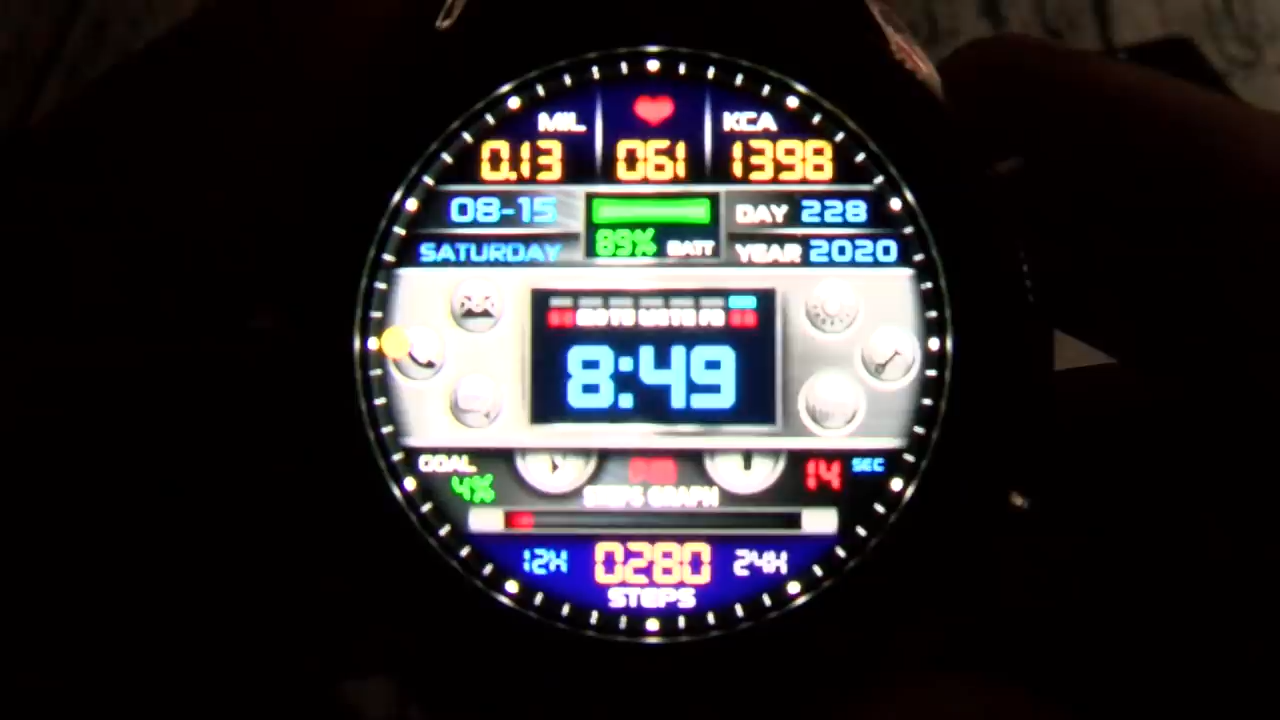 MIL KCA
0.13 061 1398
08-15 DAY 228
89% BATT
SATURDAY YEAR 2020
8:49
GOAL 14 SEC
4%
STEPS GRAPH
12H 0280 24H
STEPS